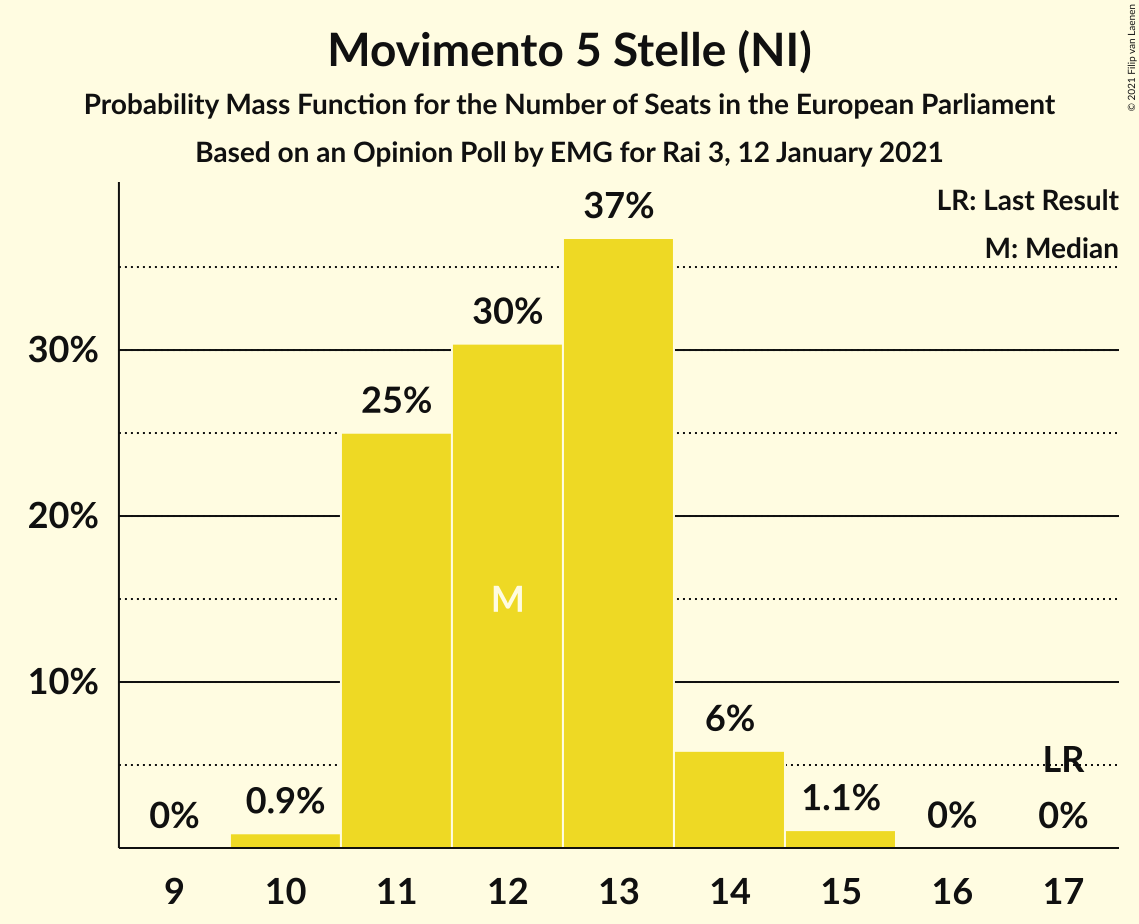 Movimento 5 Stelle (NI)
Probability Mass Function for the Number of Seats in the European Parliament
Based on an Opinion Poll by EMG for Rai 3, 12 January 2021
© 2021 Filip van Laenen
LR: Last Result
M: Median
37%
30%
30%
25%
20%
M
10%
6%
LR
0%
0.9%
1.1%
0%
0%
9 10 11 12 13 14 15 16 17